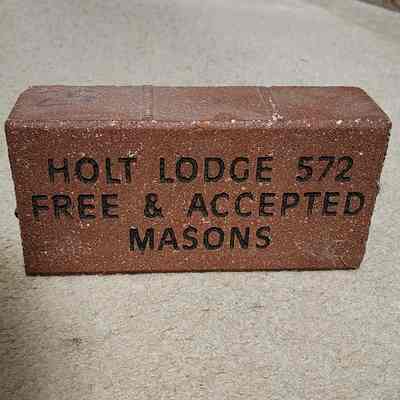 HOLT LODGE 572
FREE & ACCEPTED
MASONS